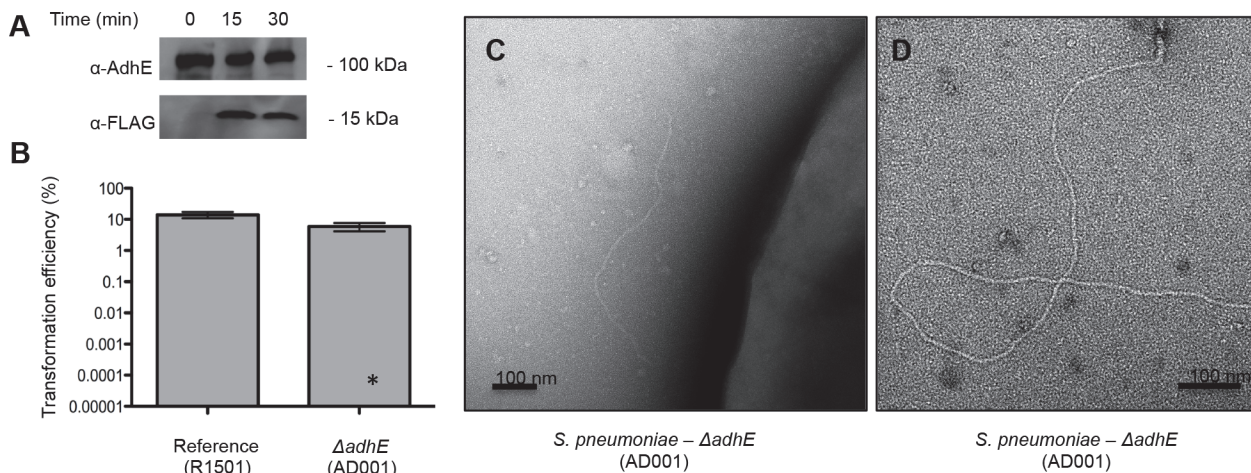 A
Time (min) 0 15 30
α-AdhE
- 100 kDa
α-FLAG
- 15 kDa
B
Transformation efficiency (%)
100
10
1
0.1
0.01
0.001
0.0001
0.00001
*
Reference
(R1501)
ΔadhE
(AD001)
C
100 nm
S. pneumoniae – ΔadhE
(AD001)
D
100 nm
S. pneumoniae – ΔadhE
(AD001)